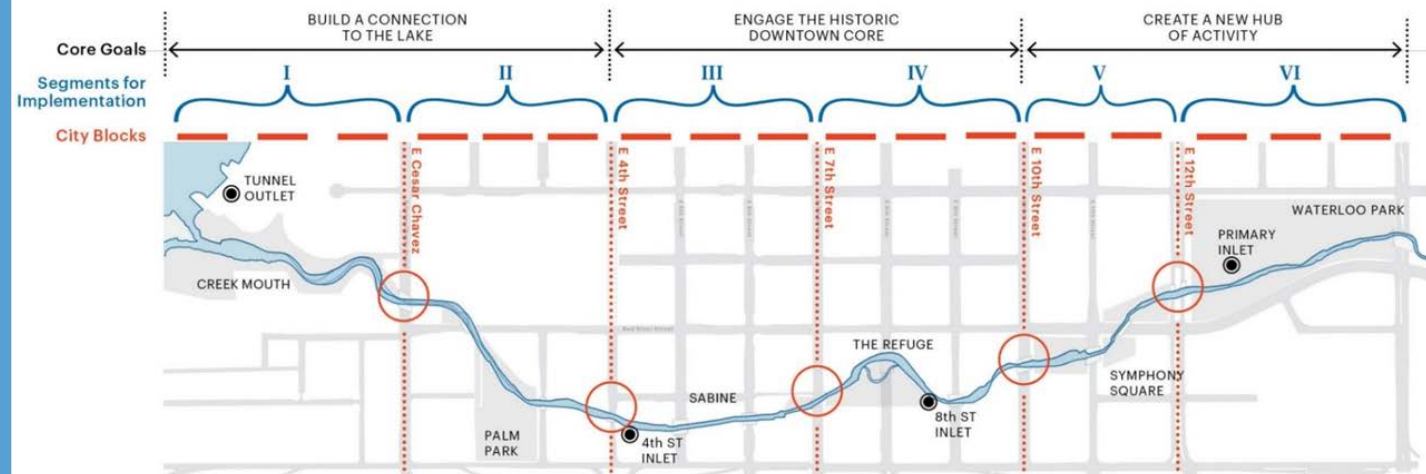 BUILD A CONNECTION
TO THE LAKE
ENGAGE THE HISTORIC
DOWNTOWN CORE
CREATE A NEW HUB
OF ACTIVITY
Core Goals
Segments for
Implementation
I
II
III
IV
V
VI
City Blocks
E Cesar Chavez
E 4th Street
E 7th Street
E 10th Street
E 12th Street
TUNNEL
OUTLET
CREEK MOUTH
PALM
PARK
4th ST
INLET
SABINE
Red River Street
THE REFUGE
8th ST
INLET
SYMPHONY
SQUARE
PRIMARY
INLET
WATERLOO PARK